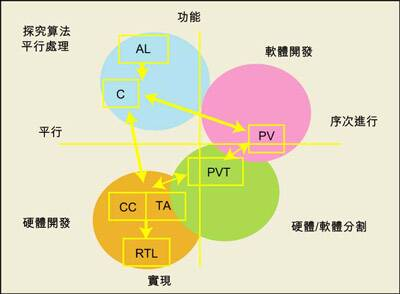 功能
探究算法
平行處理
AL
軟體開發
C
平行
序次進行
PV
PVT
CC
TA
硬體開發
硬體/軟體分割
RTL
實現